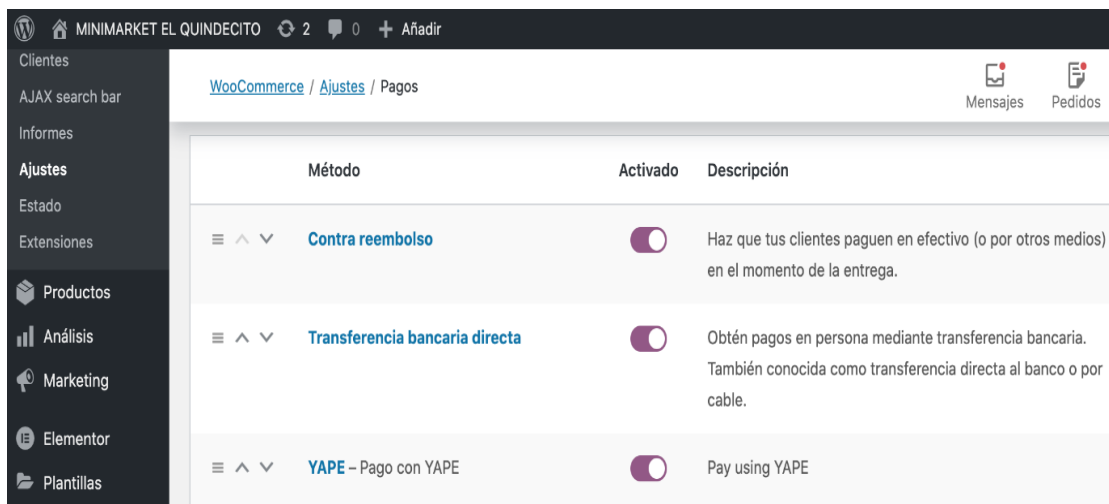 MINIMARKET EL QUINDECITO 2 0 + Añadir
Clientes
AJAX search bar
Informes
Ajustes
Estado
Extensiones
Productos
Análisis
Marketing
Elementor
Plantillas
WooCommerce / Ajustes / Pagos
Mensajes Pedidos
Método Activado Descripción
Contra reembolso
Haz que tus clientes paguen en efectivo (o por otros medios)
en el momento de la entrega.
Transferencia bancaria directa
Obtén pagos en persona mediante transferencia bancaria.
También conocida como transferencia directa al banco o por
cable.
YAPE – Pago con YAPE
Pay using YAPE